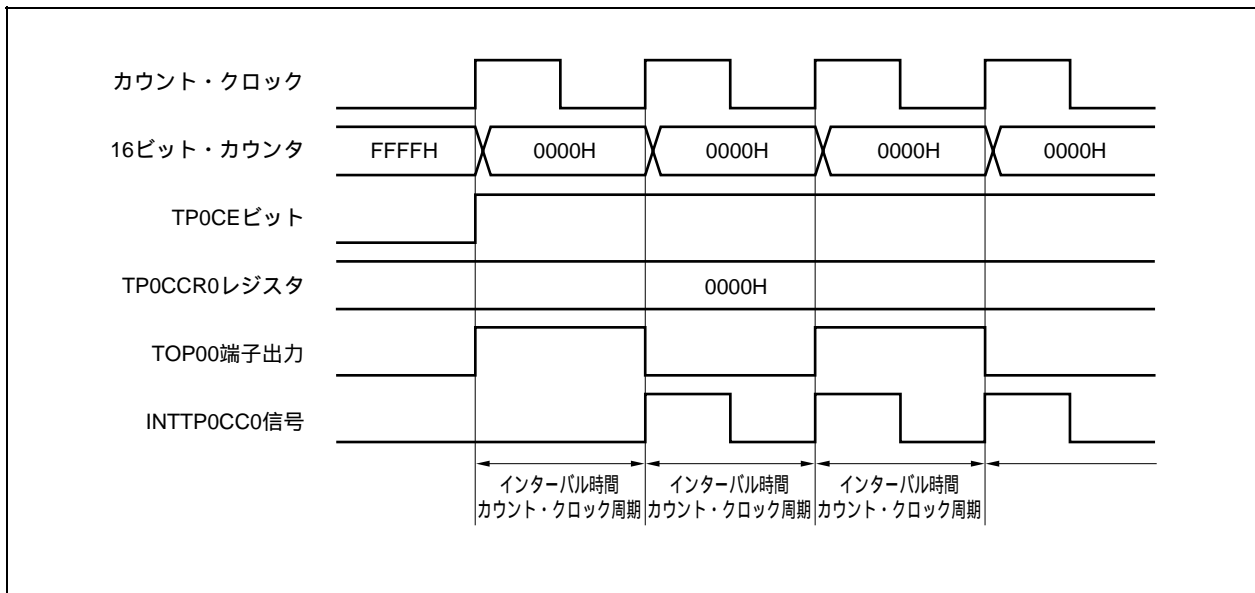 カウント・クロック
16ビット・カウンタ
FFFFH 0000H 0000H 0000H 0000H
TP0CEビット
TP0CCR0レジスタ
0000H
TOP00端子出力
INTTP0CC0信号
インターバル時間 インターバル時間 インターバル時間
カウント・クロック周期 カウント・クロック周期 カウント・クロック周期